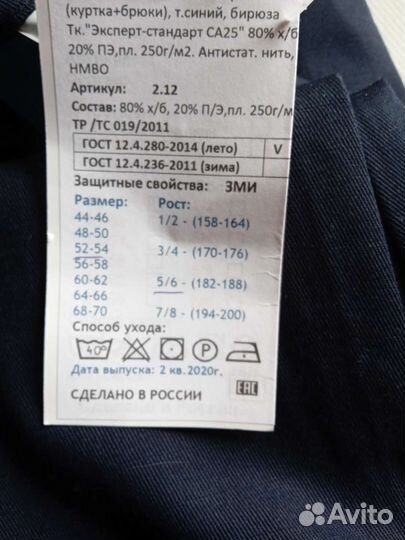 (куртка+брюки), т.синий, бирюза
Тк."Эксперт-стандарт СА25" 80% х/б
20% ПЭ,пл. 250г/м2. Антистат. нить,
НМВО
Артикул: 2.12
Состав: 80% х/б, 20% П/Э,пл. 250г/м
ТР /ТС 019/2011
ГОСТ 12.4.280-2014 (лето) V
ГОСТ 12.4.236-2011 (зима)
Защитные свойства: ЗМИ
Размер: Рост:
44-46 1/2 - (158-164)
48-50
52-54 3/4 - (170-176)
56-58
60-62 5/6 - (182-188)
64-66
68-70 7/8 - (194-200)
Способ ухода:
40°
P
Дата выпуска: 2 кв.2020г.
СДЕЛАНО В РОССИИ
EAC
Avito